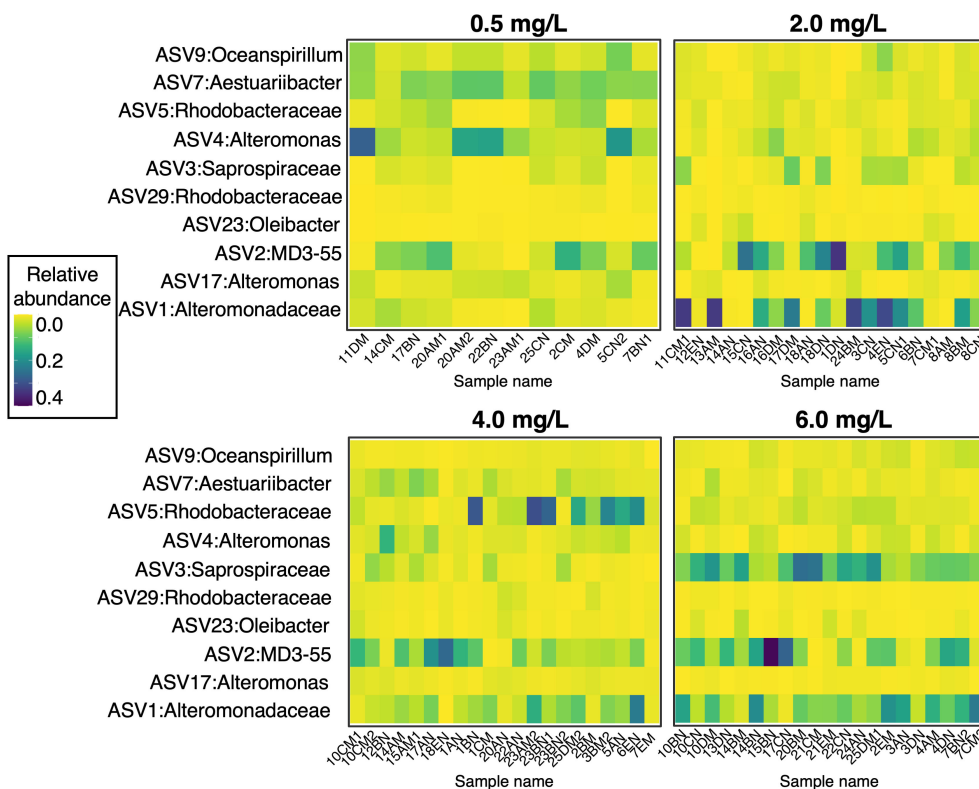 0.5 mg/L
2.0 mg/L
ASV9:Oceanspirillum
ASV7:Aestuariibacter
ASV5:Rhodobacteraceae
ASV4:Alteromonas
ASV3:Saprospiraceae
ASV29:Rhodobacteraceae
ASV23:Oleibacter
ASV2:MD3-55
ASV17:Alteromonas
ASV1:Alteromonadaceae
Relative
abundance
0.0
0.2
0.4
11DM 14CM 17BN 20AM1 20AM2 22BN 23AM1 25CN 2CM 4DM 5CN2 7BN1
Sample name
11CM1 12EN 13AM 14AN 15CN 16AN 16DM 17DM 18AN 18DN 1DN 24BM 3CN 4EN 5CN1 6BN 7CM1 8AM 8BM 8CN
Sample name
4.0 mg/L
6.0 mg/L
ASV9:Oceanspirillum
ASV7:Aestuariibacter
ASV5:Rhodobacteraceae
ASV4:Alteromonas
ASV3:Saprospiraceae
ASV29:Rhodobacteraceae
ASV23:Oleibacter
ASV2:MD3-55
ASV17:Alteromonas
ASV1:Alteromonadaceae
10CM1 10CM2 12BN 14AM 15AM1 17AN 18EN 1AN 1BN 1CM 20AN 22AN 23AM2 23BN1 23BN2 25DM2 2BM 3BM2 5AN 6EN 7EM
Sample name
10BN 10CN 10DM 13DN 14BM 14BN 15BN 17CN 20BM 21CM 21EM 22CN 24AN 25DM1 2EM 3AN 3DN 4AM 4DN 7BN2
Sample name